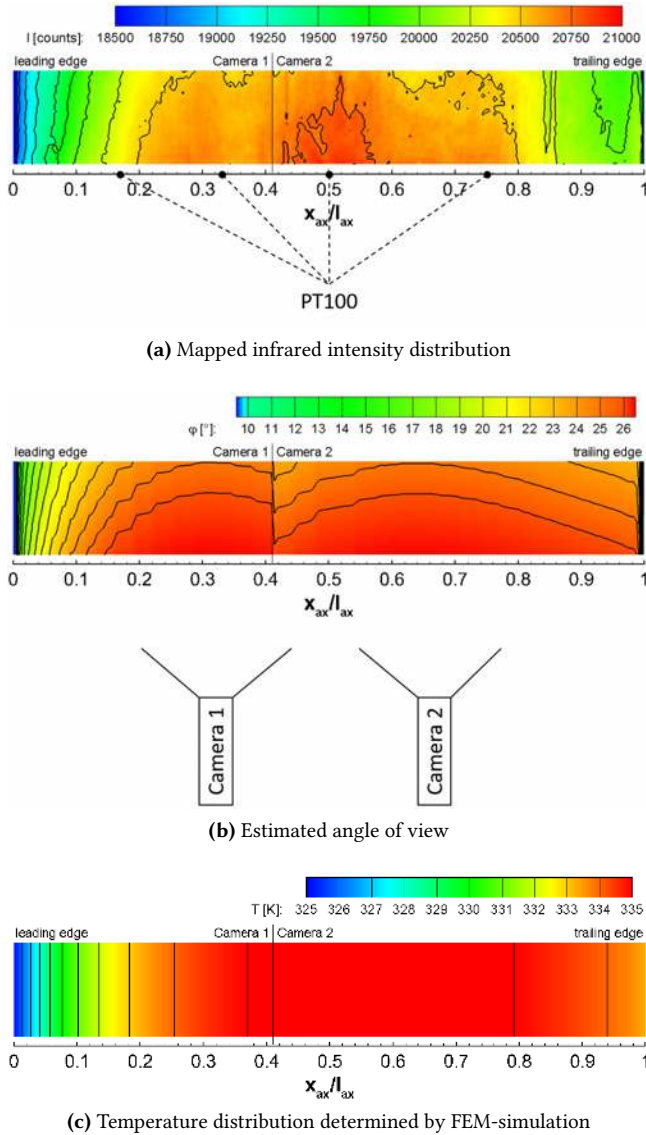 I [counts]: 18500 18750 19000 19250 19500 19750 20000 20250 20500 20750 21000
leading edge Camera 1 Camera 2 trailing edge
0 0.1 0.2 0.3 0.4 0.5 0.6 0.7 0.8 0.9 1
x_ax/l_ax
PT100
(a) Mapped infrared intensity distribution
φ [°]: 10 11 12 13 14 15 16 17 18 19 20 21 22 23 24 25 26
leading edge Camera 1 Camera 2 trailing edge
0 0.1 0.2 0.3 0.4 0.5 0.6 0.7 0.8 0.9 1
x_ax/l_ax
Camera 1 Camera 2
(b) Estimated angle of view
T [K]: 325 326 327 328 329 330 331 332 333 334 335
leading edge Camera 1 Camera 2 trailing edge
0 0.1 0.2 0.3 0.4 0.5 0.6 0.7 0.8 0.9 1
x_ax/l_ax
(c) Temperature distribution determined by FEM-simulation